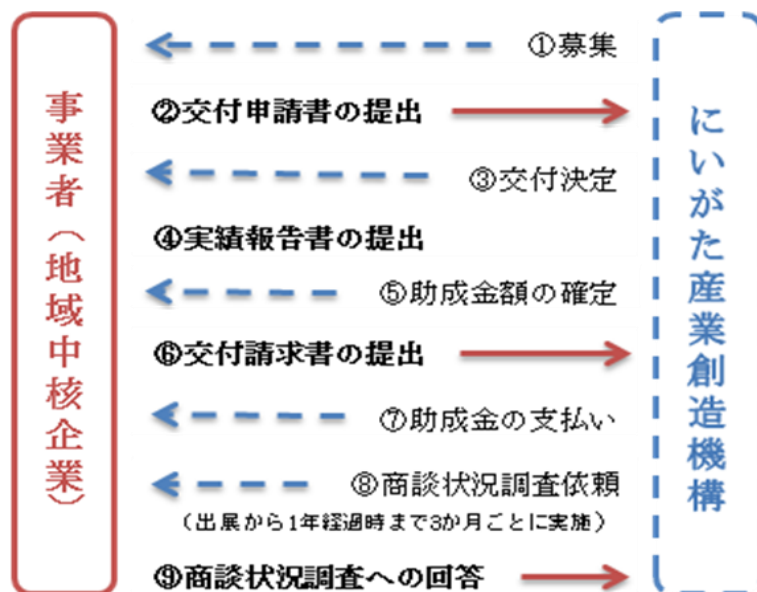 事業者（地域中核企業）
①募集
②交付申請書の提出
③交付決定
④実績報告書の提出
⑤助成金額の確定
⑥交付請求書の提出
⑦助成金の支払い
⑧商談状況調査依頼
（出展から1年経過時まで3か月ごとに実施）
⑨商談状況調査への回答
にいがた産業創造機構